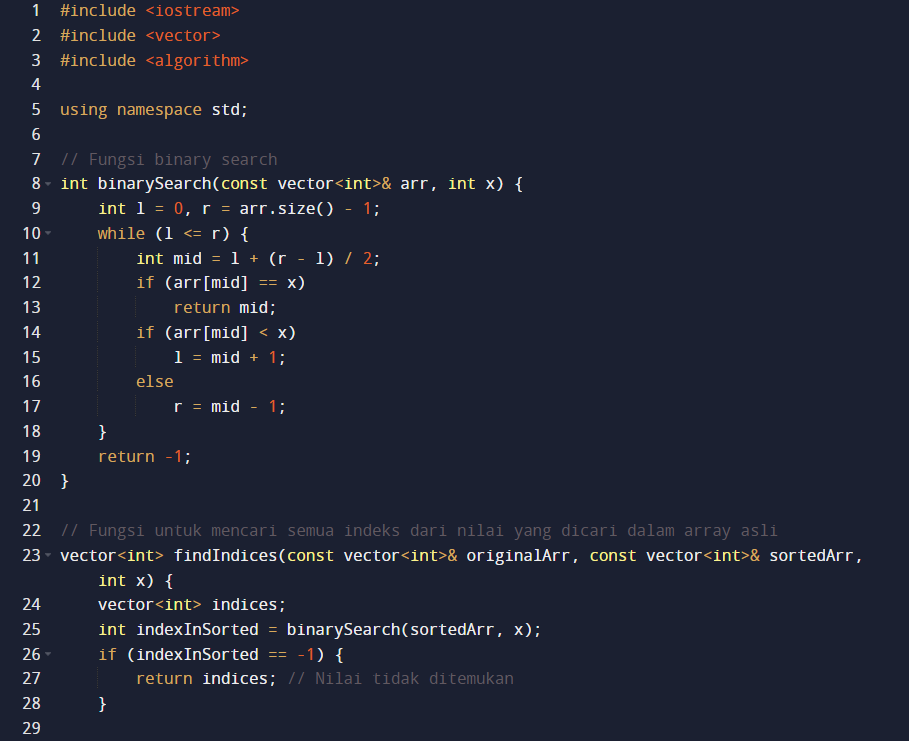 1 #include <iostream>
2 #include <vector>
3 #include <algorithm>
4
5 using namespace std;
6
7 // Fungsi binary search
8 int binarySearch(const vector<int>& arr, int x) {
9     int l = 0, r = arr.size() - 1;
10     while (l <= r) {
11         int mid = l + (r - l) / 2;
12         if (arr[mid] == x)
13             return mid;
14         if (arr[mid] < x)
15             l = mid + 1;
16         else
17             r = mid - 1;
18     }
19     return -1;
20 }
21
22 // Fungsi untuk mencari semua indeks dari nilai yang dicari dalam array asli
23 vector<int> findIndices(const vector<int>& originalArr, const vector<int>& sortedArr,
    int x) {
24     vector<int> indices;
25     int indexInSorted = binarySearch(sortedArr, x);
26     if (indexInSorted == -1) {
27         return indices; // Nilai tidak ditemukan
28     }
29